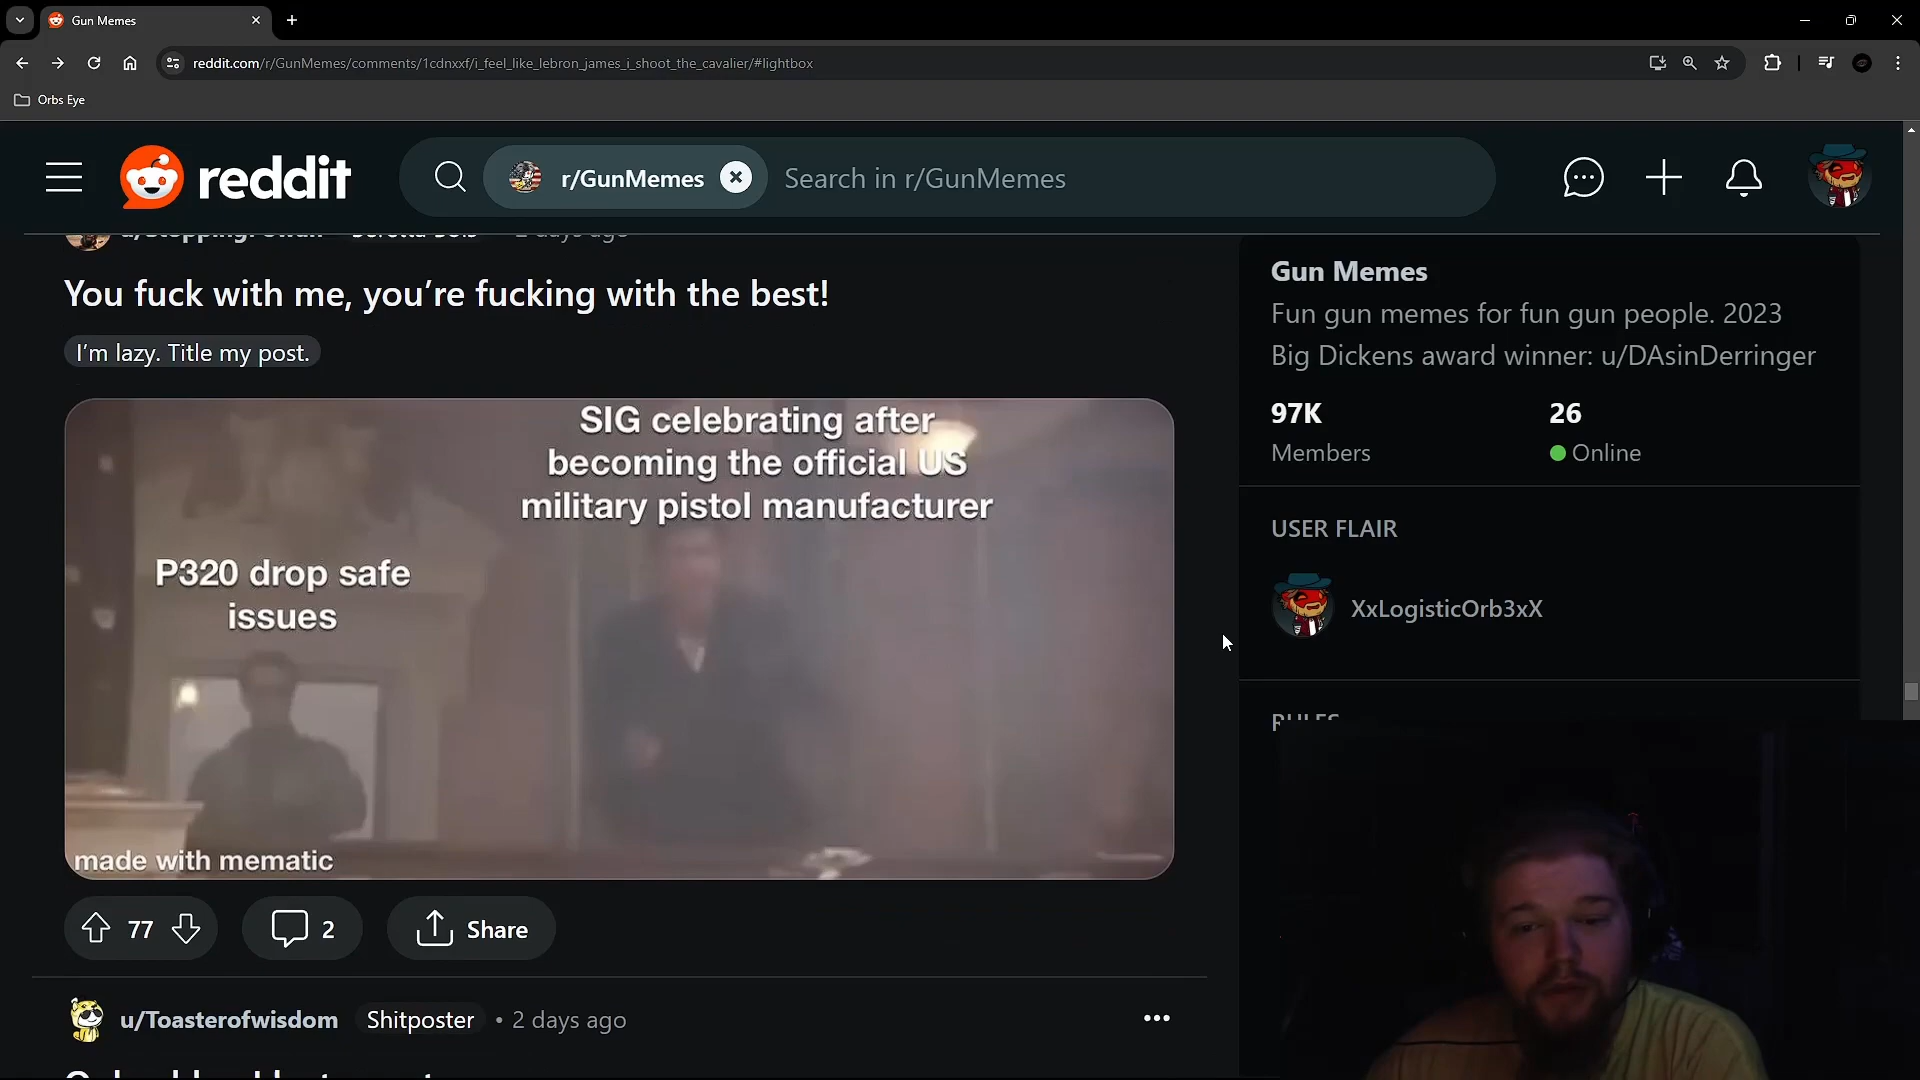 Gun Memes
reddit.com/r/GunMemes/comments/1cdnxxf/i_feel_like_lebron_james_i_shoot_the_cavalier/#lightbox
Orbs Eye
reddit
r/GunMemes
Search in r/GunMemes
2 days ago
You fuck with me, you’re fucking with the best!
I’m lazy. Title my post.
SIG celebrating after
becoming the official US
military pistol manufacturer
P320 drop safe
issues
made with mematic
77
2
Share
u/Toasterofwisdom Shitposter • 2 days ago
Gun Memes
Fun gun memes for fun gun people. 2023
Big Dickens award winner: u/DAsinDerringer
97K
Members
26
Online
USER FLAIR
XxLogisticOrb3xX
RULES